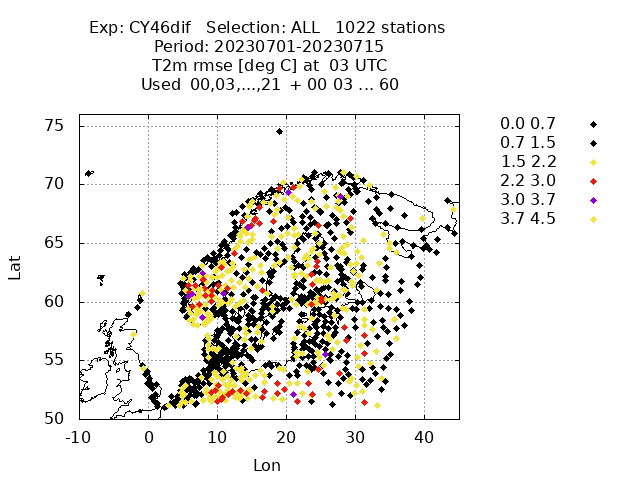 Exp: CY46dif Selection: ALL 1022 stations
Period: 20230701-20230715
T2m rmse [deg C] at 03 UTC
Used 00,03,...,21 + 00 03 ... 60
75
70
65
60
55
50
Lat
-10 0 10 20 30 40
Lon
0.0 0.7
0.7 1.5
1.5 2.2
2.2 3.0
3.0 3.7
3.7 4.5